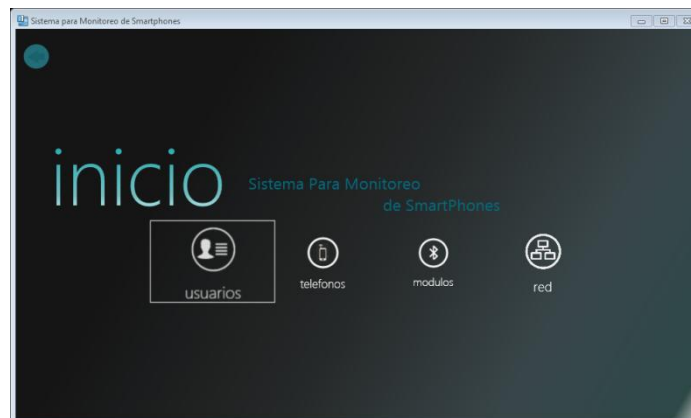 Sistema para Monitoreo de Smartphones
inicio
Sistema Para Monitoreo
de SmartPhones
usuarios
telefonos
modulos
red